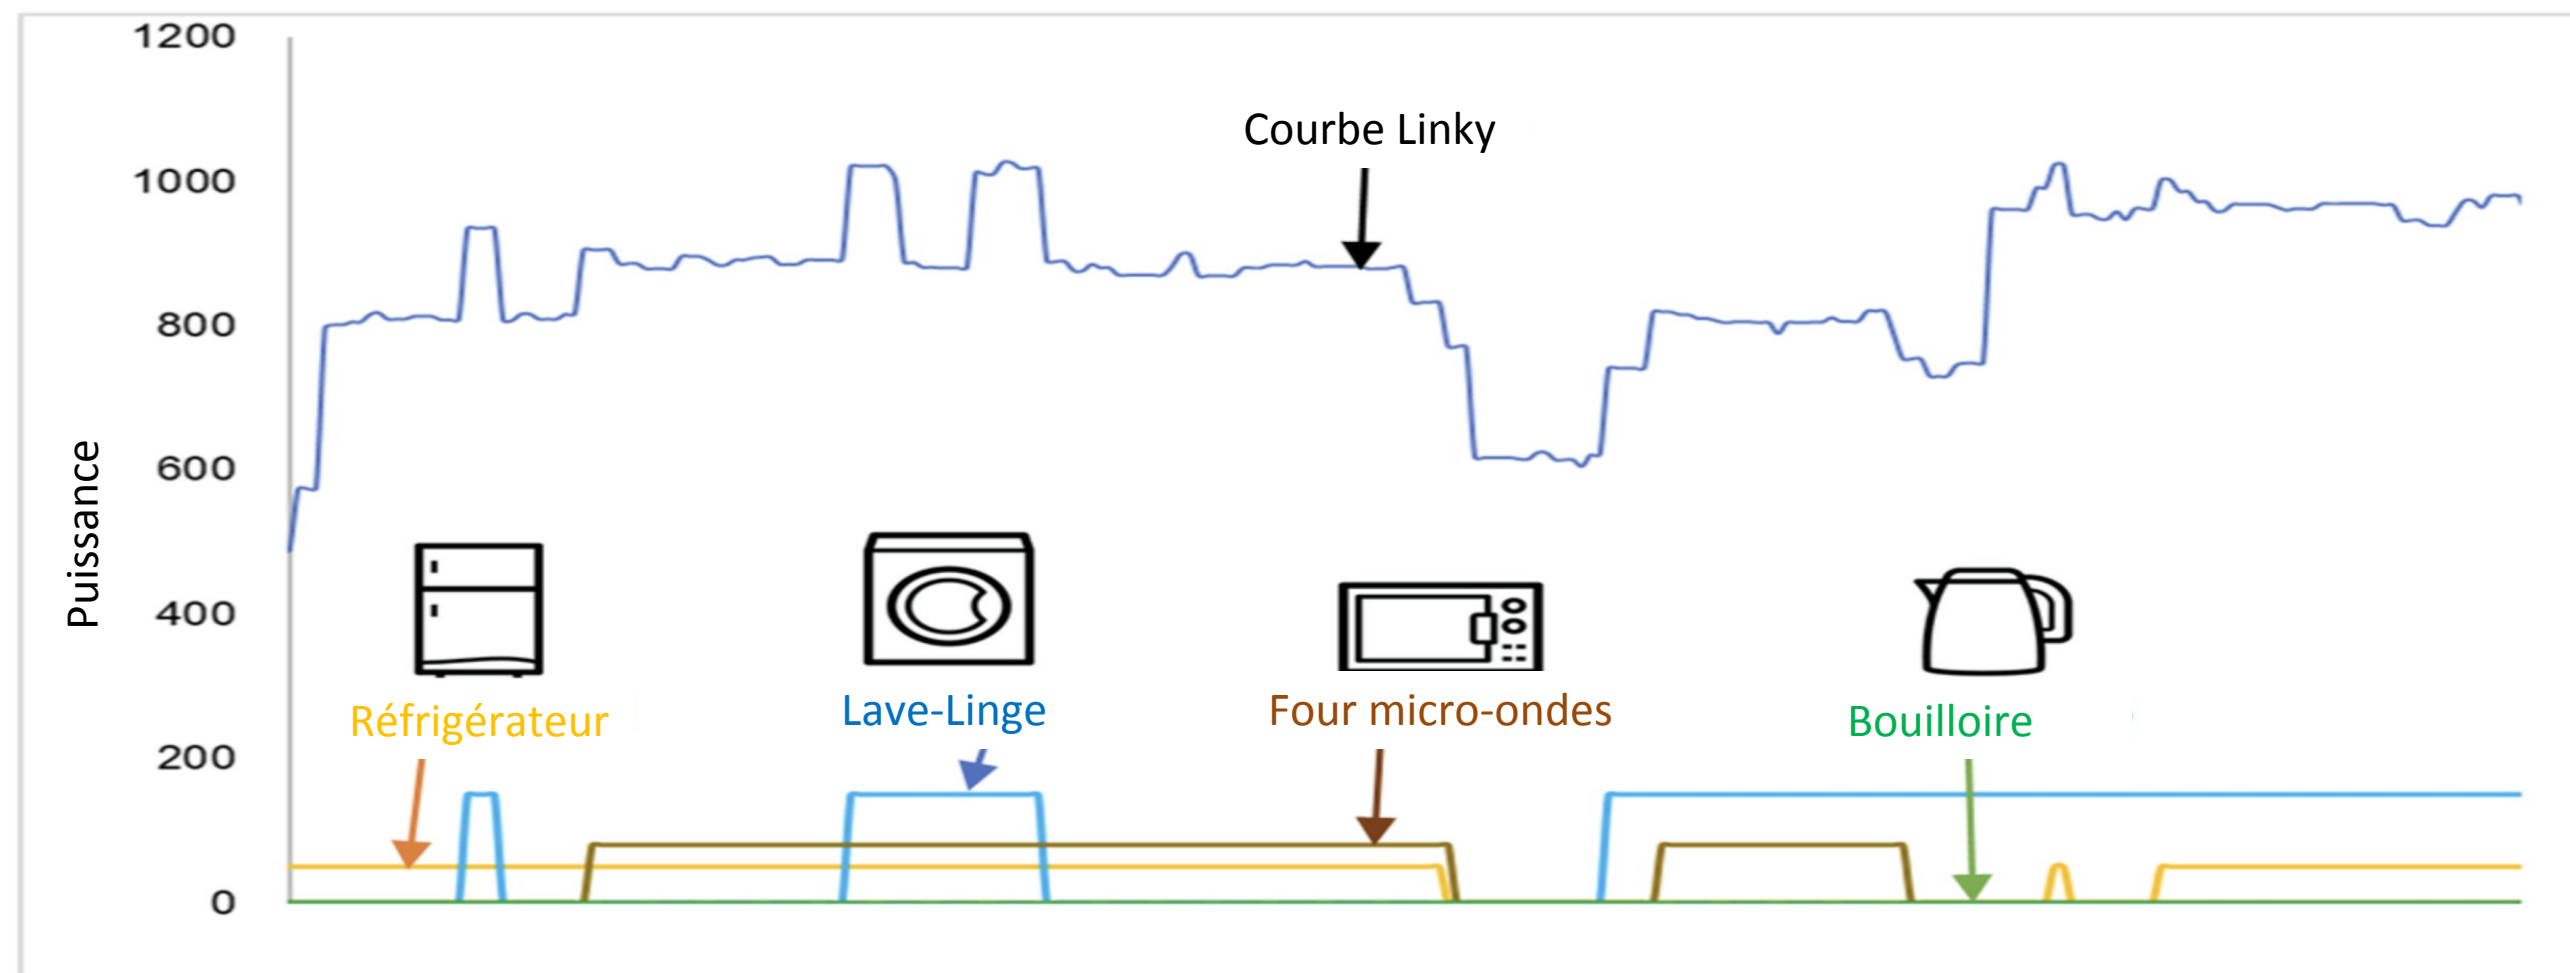 1200
Courbe Linky
1000
800
600
Puissance
400
Réfrigérateur
Lave-Linge
Four micro-ondes
Bouilloire
200
0